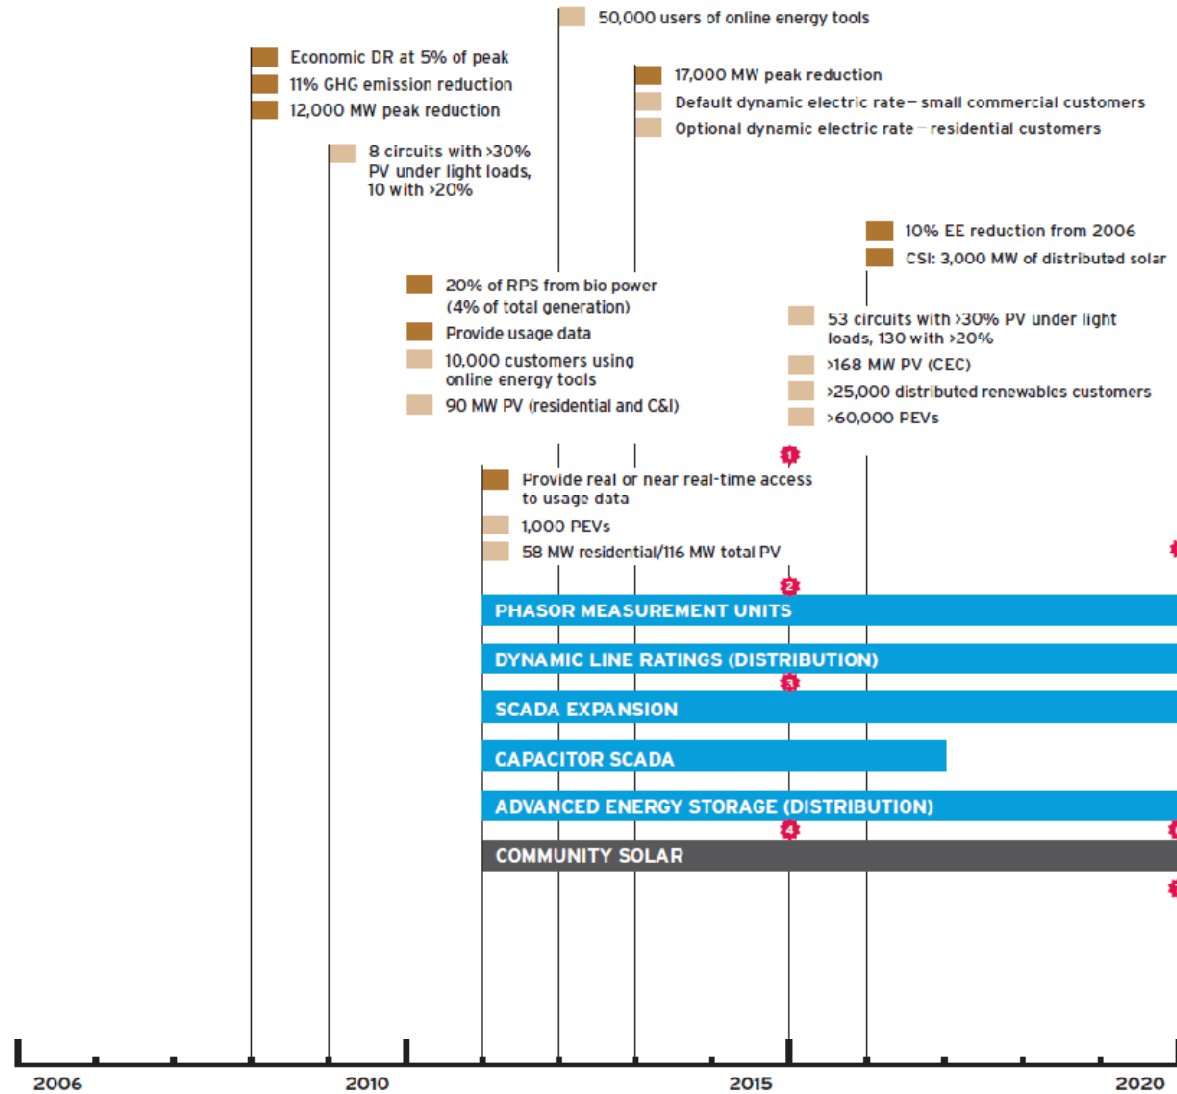 50,000 users of online energy tools
Economic DR at 5% of peak
11% GHG emission reduction
12,000 MW peak reduction
17,000 MW peak reduction
Default dynamic electric rate – small commercial customers
Optional dynamic electric rate – residential customers
8 circuits with >30%
PV under light loads,
10 with >20%
10% EE reduction from 2006
CSI: 3,000 MW of distributed solar
20% of RPS from bio power
(4% of total generation)
Provide usage data
10,000 customers using
online energy tools
90 MW PV (residential and C&I)
53 circuits with >30% PV under light
loads, 130 with >20%
>168 MW PV (CEC)
>25,000 distributed renewables customers
>60,000 PEVs
1
Provide real or near real-time access
to usage data
1,000 PEVs
58 MW residential/116 MW total PV
2
PHASOR MEASUREMENT UNITS
DYNAMIC LINE RATINGS (DISTRIBUTION)
3
SCADA EXPANSION
CAPACITOR SCADA
ADVANCED ENERGY STORAGE (DISTRIBUTION)
4
COMMUNITY SOLAR
2006
2010
2015
2020